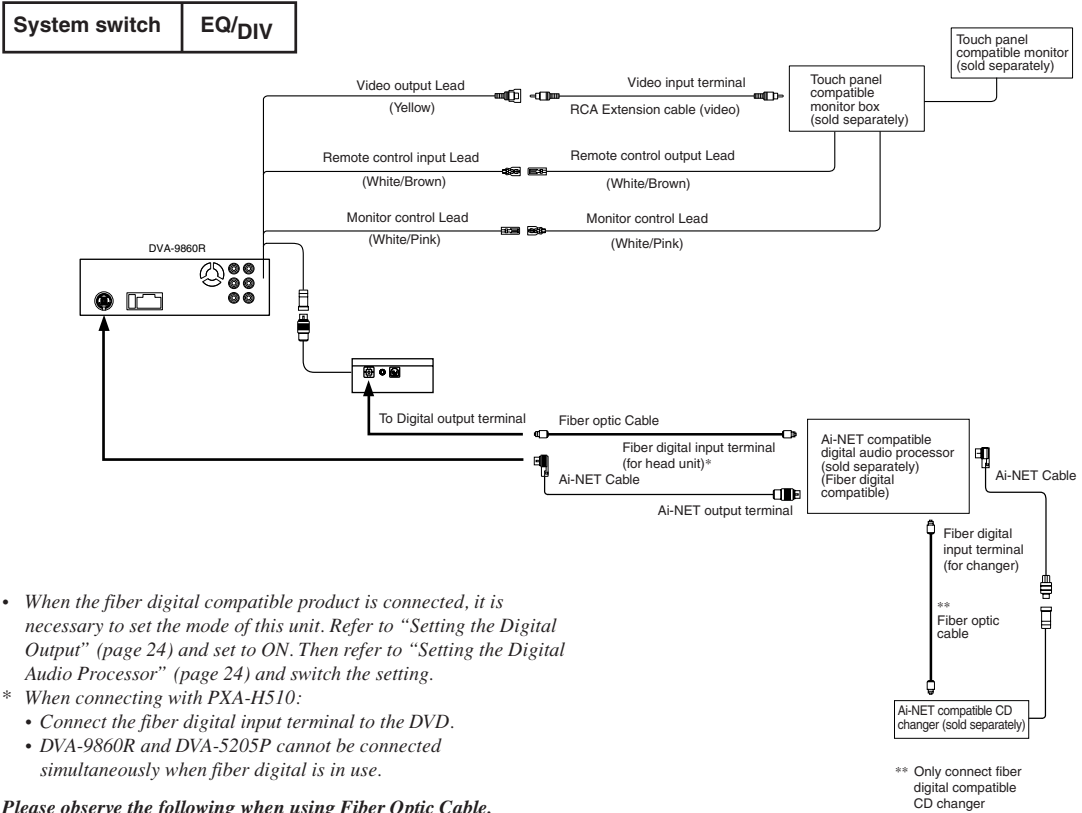 System switch
EQ/DIV
Touch panel
compatible monitor
(sold separately)
Video output Lead
(Yellow)
Video input terminal
RCA Extension cable (video)
Touch panel
compatible
monitor box
(sold separately)
Remote control input Lead
(White/Brown)
Remote control output Lead
(White/Brown)
Monitor control Lead
(White/Pink)
Monitor control Lead
(White/Pink)
DVA-9860R
To Digital output terminal
Fiber optic Cable
Fiber digital input terminal
(for head unit)*
Ai-NET Cable
Ai-NET output terminal
Ai-NET compatible
digital audio processor
(sold separately)
(Fiber digital
compatible)
Ai-NET Cable
Fiber digital
input terminal
(for changer)
**
Fiber optic
cable
Ai-NET compatible CD
changer (sold separately)
** Only connect fiber
digital compatible
CD changer
• When the fiber digital compatible product is connected, it is
necessary to set the mode of this unit. Refer to “Setting the Digital
Output” (page 24) and set to ON. Then refer to “Setting the Digital
Audio Processor” (page 24) and switch the setting.
* When connecting with PXA-H510:
• Connect the fiber digital input terminal to the DVD.
• DVA-9860R and DVA-5205P cannot be connected
simultaneously when fiber digital is in use.
Please observe the following when using Fiber Optic Cable.